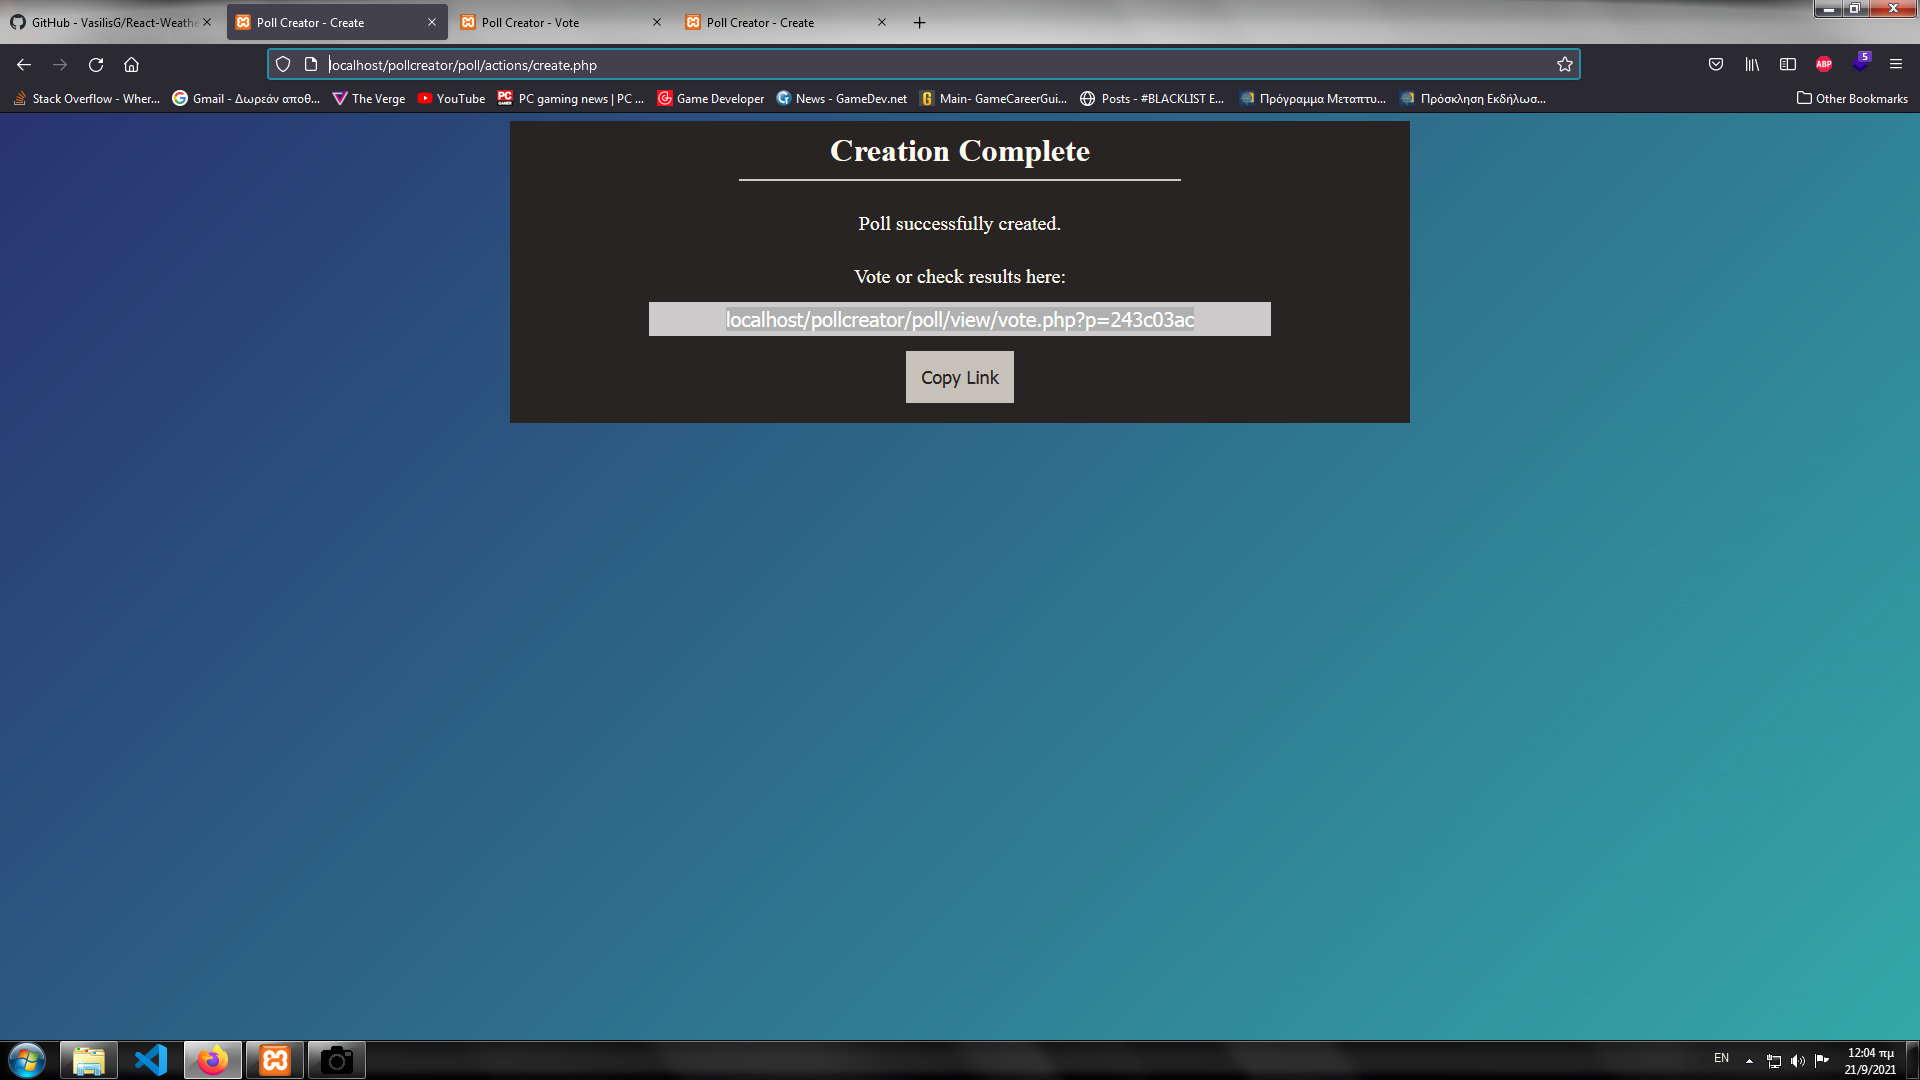 GitHub - VasilisG/React-Weathe
Poll Creator - Create
Poll Creator - Vote
Poll Creator - Create
localhost/pollcreator/poll/actions/create.php
ABP
5
Stack Overflow - Wher...
Gmail - Δωρεάν αποθ...
The Verge
YouTube
PC gaming news | PC ...
Game Developer
News - GameDev.net
Main- GameCareerGui...
Posts - #BLACKLIST E...
Πρόγραμμα Μεταπτυ...
Πρόσκληση Εκδήλωσ...
Other Bookmarks
Creation Complete
Poll successfully created.
Vote or check results here:
localhost/pollcreator/poll/view/vote.php?p=243c03ac
Copy Link
EN
12:04 πμ
21/9/2021